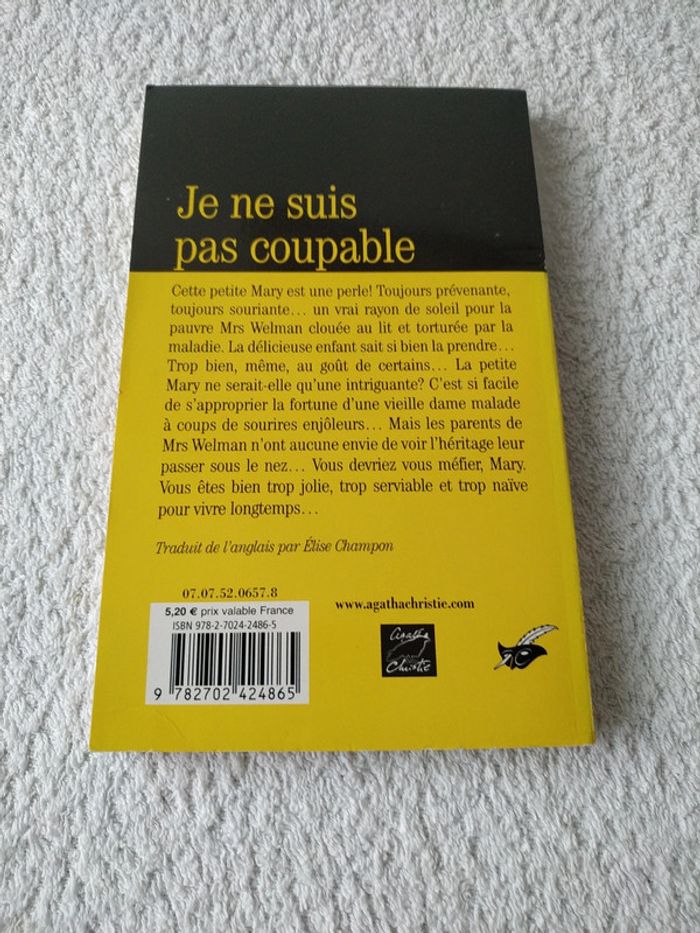 Je ne suis
pas coupable
Cette petite Mary est une perle! Toujours prévenante,
toujours souriante... un vrai rayon de soleil pour la
pauvre Mrs Welman clouée au lit et torturée par la
maladie. La délicieuse enfant sait si bien la prendre...
Trop bien, même, au goût de certains... La petite
Mary ne serait-elle qu'une intriguante? C'est si facile
de s'approprier la fortune d'une vieille dame malade
à coups de sourires enjôleurs... Mais les parents de
Mrs Welman n'ont aucune envie de voir l'héritage leur
passer sous le nez... Vous devriez vous méfier, Mary.
Vous êtes bien trop jolie, trop serviable et trop naïve
pour vivre longtemps...
Traduit de l'anglais par Élise Champon
07.07.52.0657.8
5,20 € prix valable France
ISBN 978-2-7024-2486-5
9 782702 424865
www.agathachristie.com
Agatha
Christie